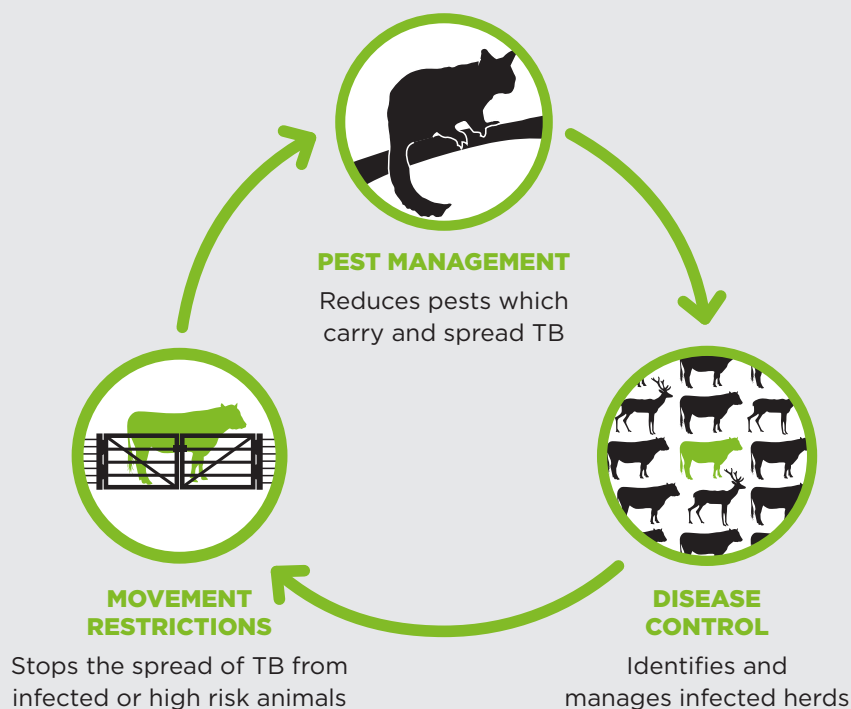 PEST MANAGEMENT
Reduces pests which
carry and spread TB
MOVEMENT
RESTRICTIONS
Stops the spread of TB from
infected or high risk animals
DISEASE
CONTROL
Identifies and
manages infected herds